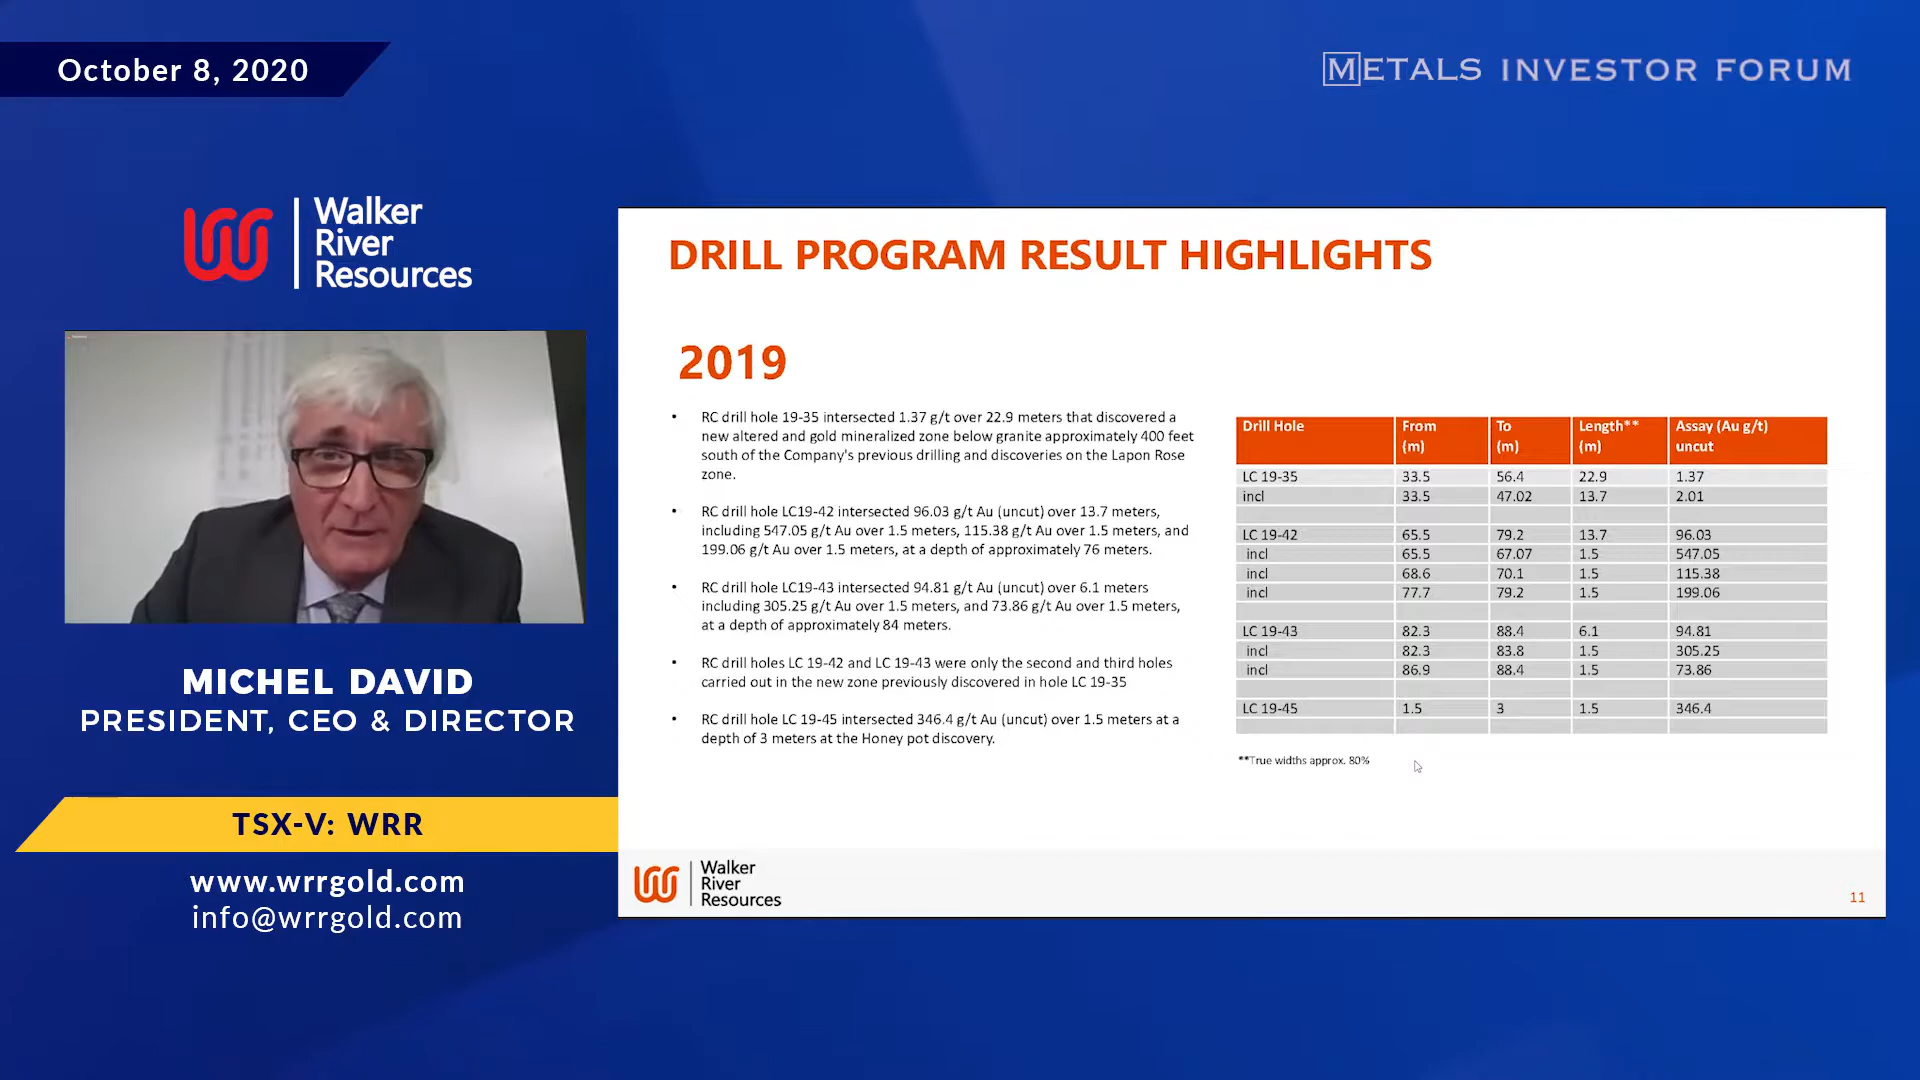 October 8, 2020
METALS INVESTOR FORUM
Walker
River
Resources
MICHEL DAVID
PRESIDENT, CEO & DIRECTOR
TSX-V: WRR
www.wrrgold.com
info@wrrgold.com
DRILL PROGRAM RESULT HIGHLIGHTS
2019
• RC drill hole 19-35 intersected 1.37 g/t over 22.9 meters that discovered a
new altered and gold mineralized zone below granite approximately 400 feet
south of the Company's previous drilling and discoveries on the Lapon Rose
zone.
• RC drill hole LC19-42 intersected 96.03 g/t Au (uncut) over 13.7 meters,
including 547.05 g/t Au over 1.5 meters, 115.38 g/t Au over 1.5 meters, and
199.06 g/t Au over 1.5 meters, at a depth of approximately 76 meters.
• RC drill hole LC19-43 intersected 94.81 g/t Au (uncut) over 6.1 meters
including 305.25 g/t Au over 1.5 meters, and 73.86 g/t Au over 1.5 meters,
at a depth of approximately 84 meters.
• RC drill holes LC 19-42 and LC 19-43 were only the second and third holes
carried out in the new zone previously discovered in hole LC 19-35
• RC drill hole LC 19-45 intersected 346.4 g/t Au (uncut) over 1.5 meters at a
depth of 3 meters at the Honey pot discovery.
Drill Hole From (m) To (m) Length** (m) Assay (Au g/t) uncut
LC 19-35 33.5 56.4 22.9 1.37
incl 33.5 47.02 13.7 2.01
LC 19-42 65.5 79.2 13.7 96.03
incl 65.5 67.07 1.5 547.05
incl 68.6 70.1 1.5 115.38
incl 77.7 79.2 1.5 199.06
LC 19-43 82.3 88.4 6.1 94.81
incl 82.3 83.8 1.5 305.25
incl 86.9 88.4 1.5 73.86
LC 19-45 1.5 3 1.5 346.4
**True widths approx. 80%
Walker
River
Resources
11